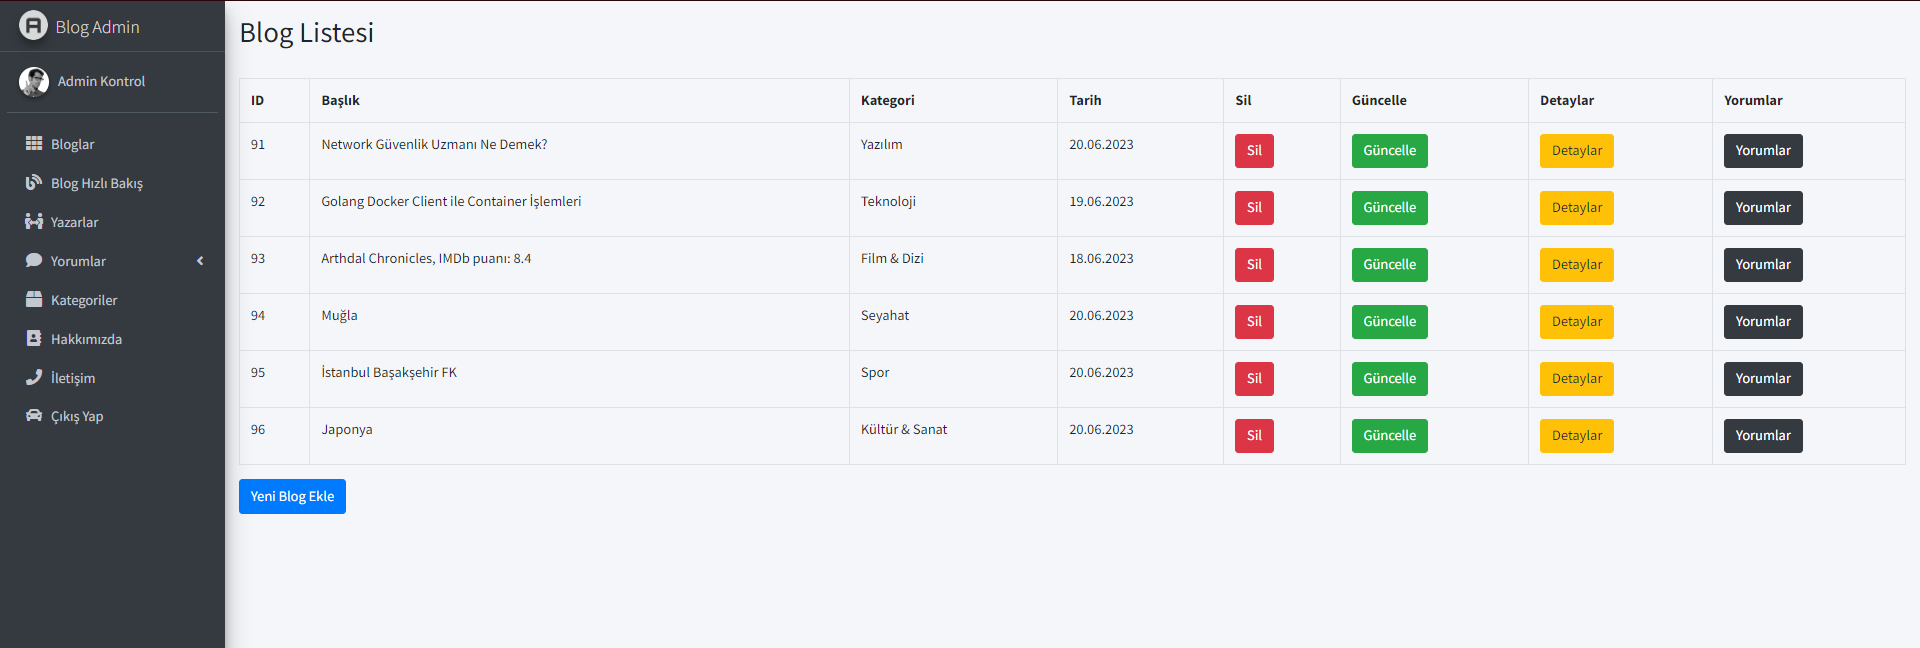 Blog Admin
Admin Kontrol
Bloglar
Blog Hızlı Bakış
Yazarlar
Yorumlar
Kategoriler
Hakkımızda
İletişim
Çıkış Yap
Blog Listesi
ID Başlık Kategori Tarih Sil Güncelle Detaylar Yorumlar
91 Network Güvenlik Uzmanı Ne Demek? Yazılım 20.06.2023 Sil Güncelle Detaylar Yorumlar
92 Golang Docker Client ile Container İşlemleri Teknoloji 19.06.2023 Sil Güncelle Detaylar Yorumlar
93 Arthdal Chronicles, IMDb puanı: 8.4 Film & Dizi 18.06.2023 Sil Güncelle Detaylar Yorumlar
94 Muğla Seyahat 20.06.2023 Sil Güncelle Detaylar Yorumlar
95 İstanbul Başakşehir FK Spor 20.06.2023 Sil Güncelle Detaylar Yorumlar
96 Japonya Kültür & Sanat 20.06.2023 Sil Güncelle Detaylar Yorumlar
Yeni Blog Ekle